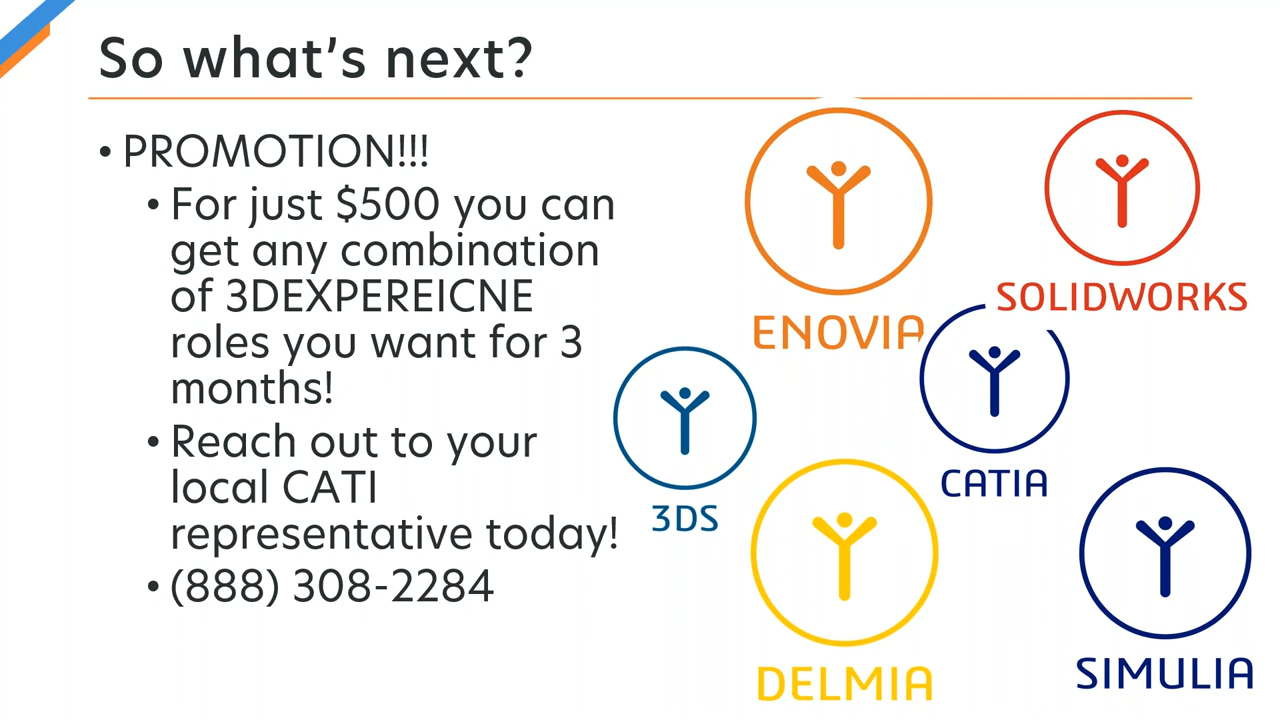 So what's next?
• PROMOTION!!!
• For just $500 you can
get any combination
of 3DEXPEREICNE
roles you want for 3
months!
• Reach out to your
local CATI
representative today!
• (888) 308-2284
ENOVIA
SOLIDWORKS
3DS
CATIA
DELMIA
SIMULIA